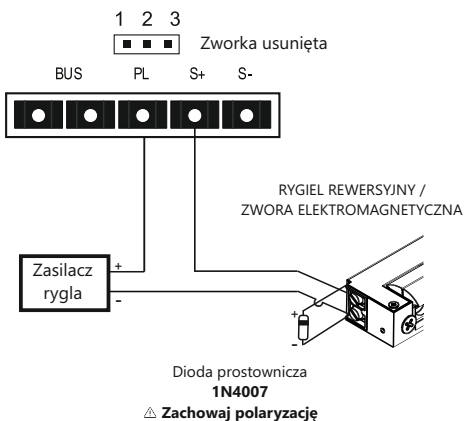 1 2 3
Zworka usunięta
BUS PL S+ S-
RYGIEL REWERSYJNY /
ZWORA ELEKTROMAGNETYCZNA
Zasilacz
rygla
+
-
+
-
Dioda prostownicza
1N4007
⚠ Zachowaj polaryzację